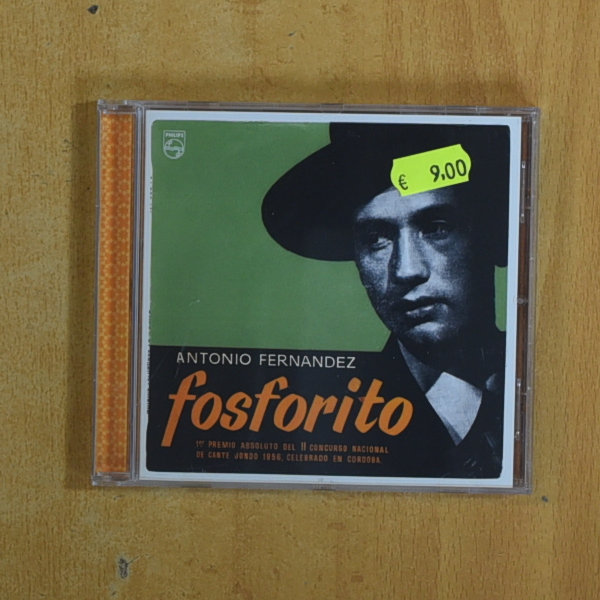 PHILIPS
€ 9,00
ANTONIO FERNANDEZ
fosforito
1er PREMIO ABSOLUTO DEL II CONCURSO NACIONAL
DE CANTE JONDO 1956, CELEBRADO EN CORDOBA.